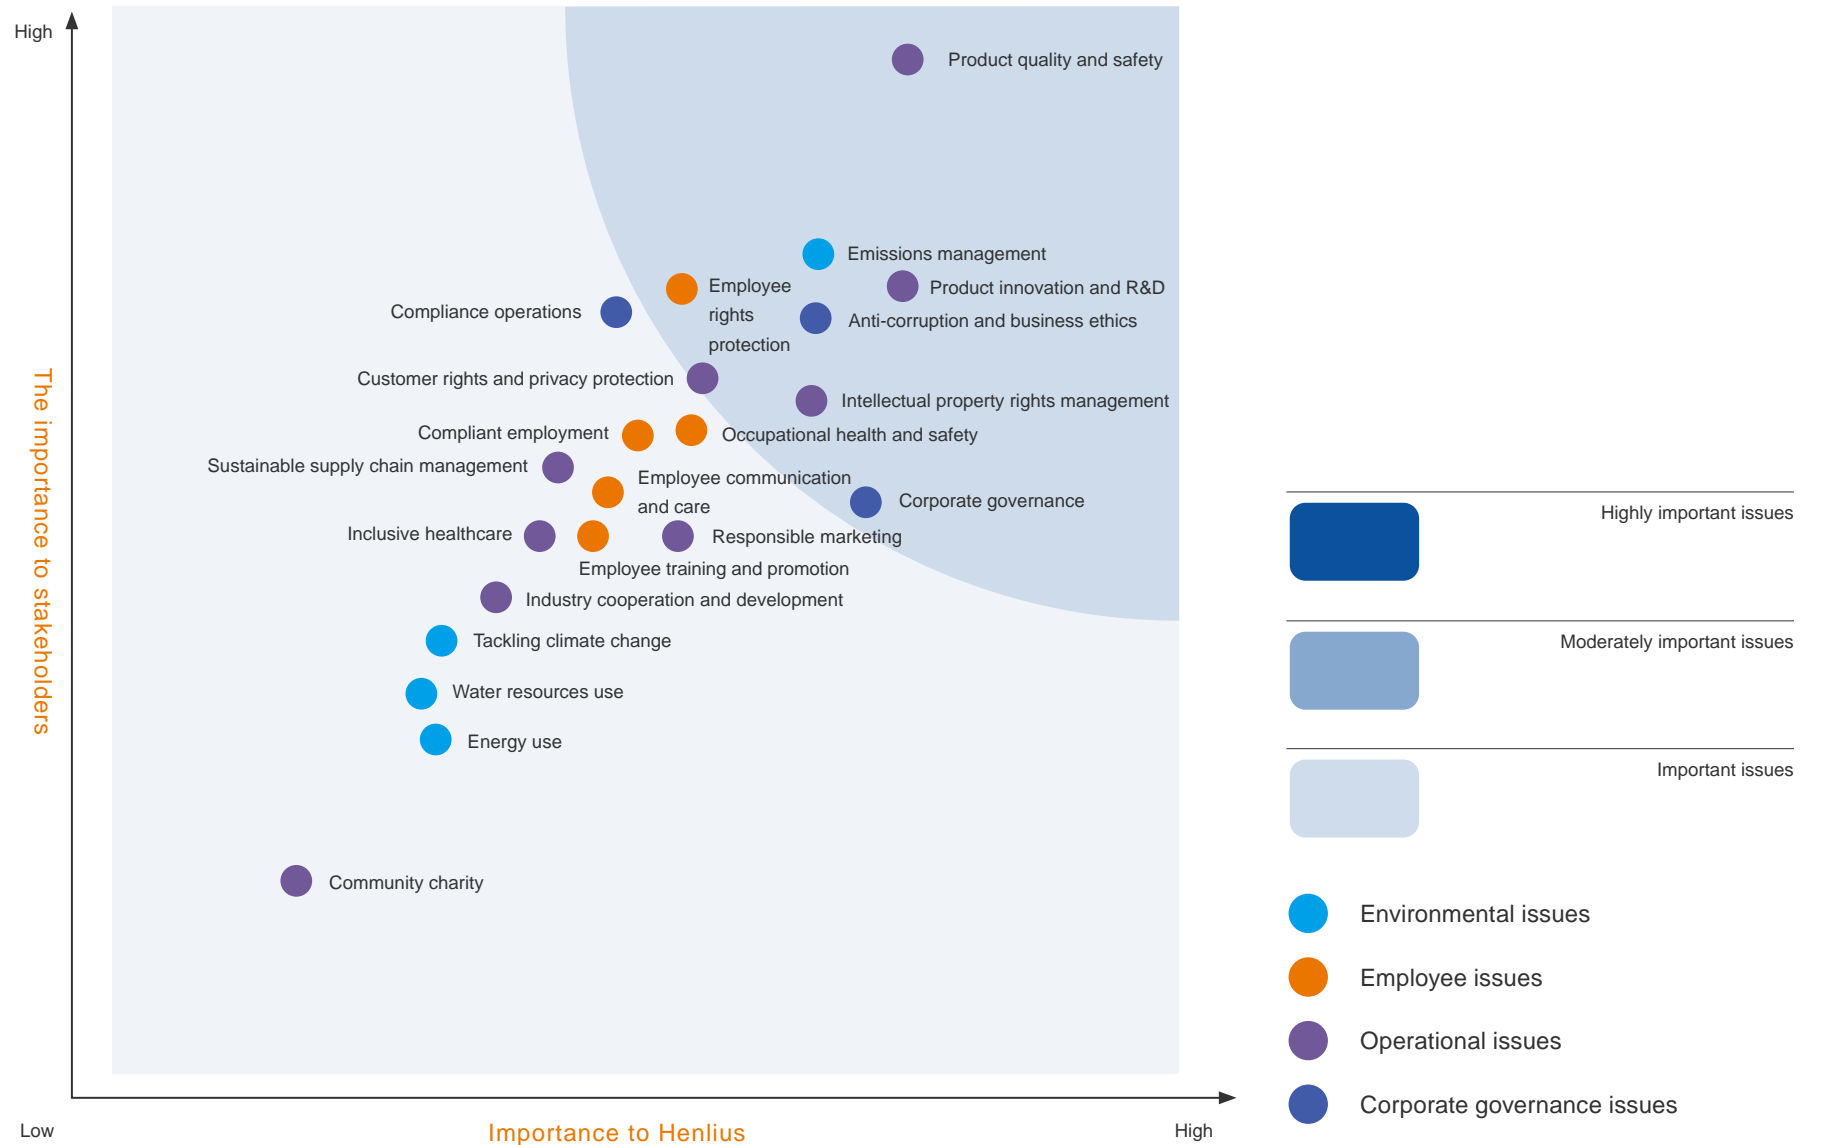 High
Product quality and safety
Emissions management
Employee
rights
protection
Product innovation and R&D
Compliance operations
Anti-corruption and business ethics
Customer rights and privacy protection
Intellectual property rights management
Compliant employment
Occupational health and safety
Sustainable supply chain management
Employee communication
and care
Corporate governance
Inclusive healthcare
Responsible marketing
Employee training and promotion
Industry cooperation and development
Tackling climate change
Water resources use
Energy use
Community charity
The importance to stakeholders
Low
Importance to Henlius
High
Highly important issues
Moderately important issues
Important issues
Environmental issues
Employee issues
Operational issues
Corporate governance issues